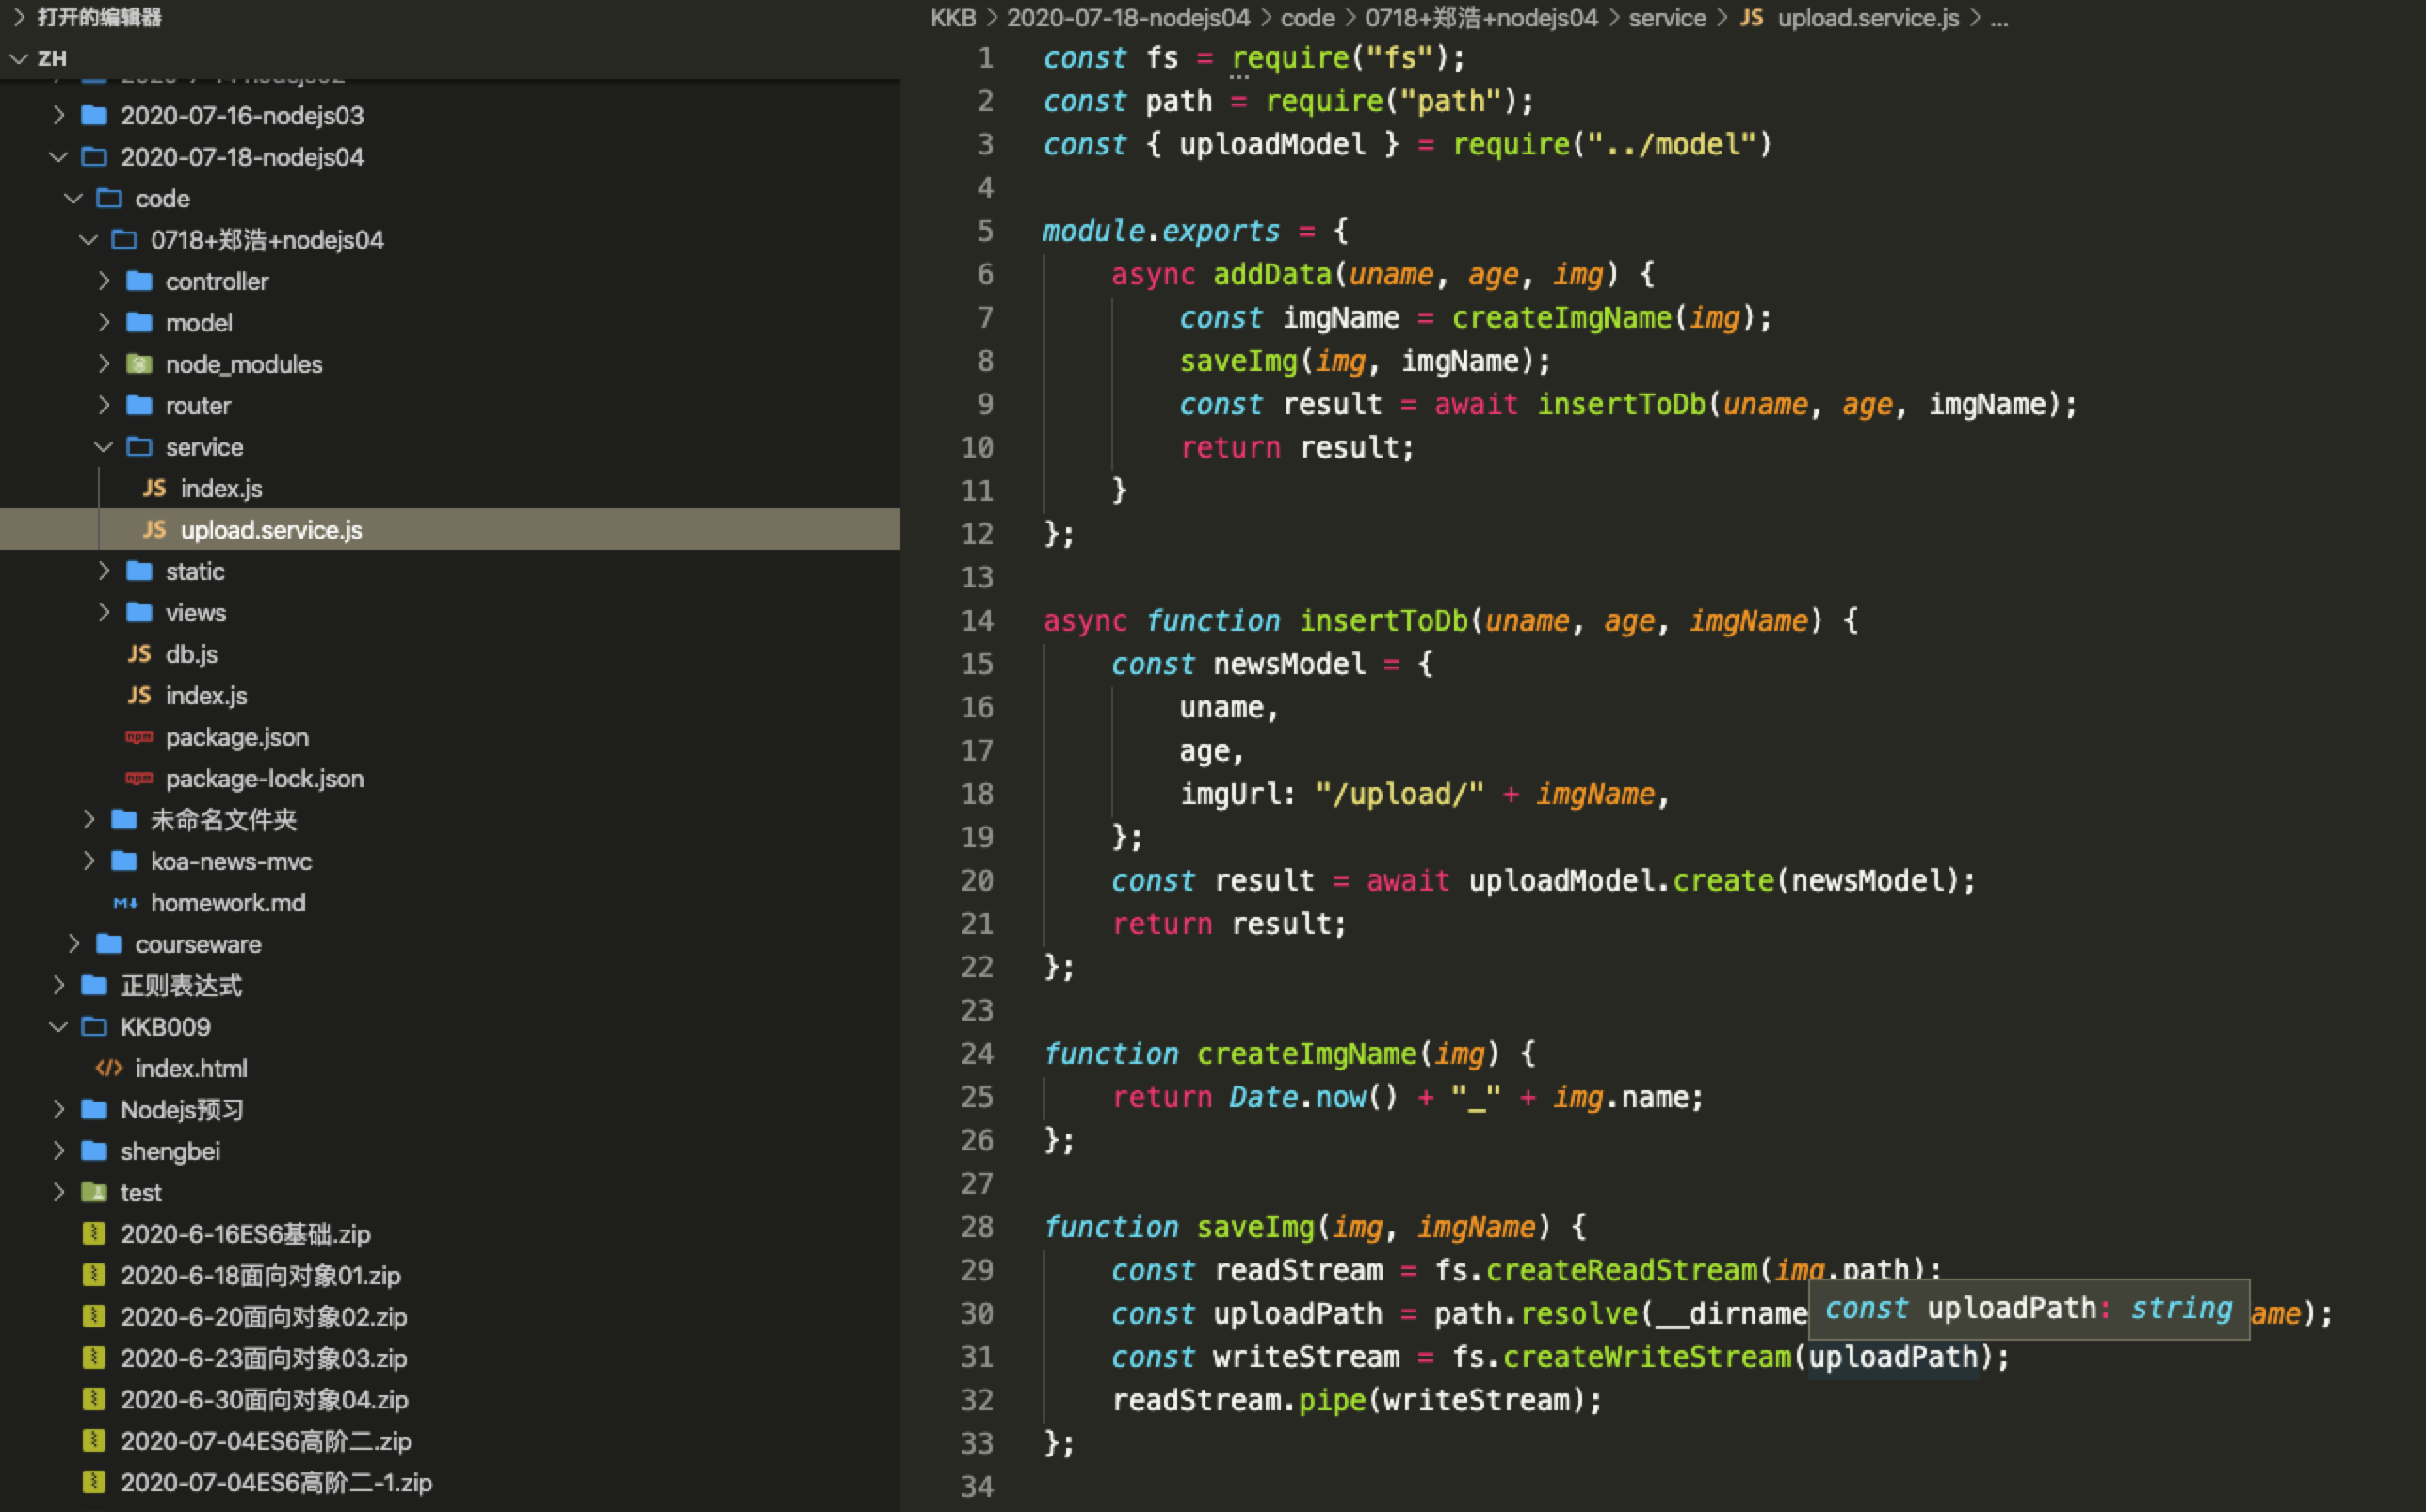 打开的编辑器
ZH
2020-07-16-nodejs03
2020-07-18-nodejs04
code
0718+郑浩+nodejs04
controller
model
node_modules
router
service
JS index.js
JS upload.service.js
static
views
JS db.js
JS index.js
package.json
package-lock.json
未命名文件夹
koa-news-mvc
homework.md
courseware
正则表达式
KKB009
index.html
Nodejs预习
shengbei
test
2020-6-16ES6基础.zip
2020-6-18面向对象01.zip
2020-6-20面向对象02.zip
2020-6-23面向对象03.zip
2020-6-30面向对象04.zip
2020-07-04ES6高阶二.zip
2020-07-04ES6高阶二-1.zip
KKB > 2020-07-18-nodejs04 > code > 0718+郑浩+nodejs04 > service > JS upload.service.js > ...
1 const fs = require("fs");
2 const path = require("path");
3 const { uploadModel } = require("../model")
4
5 module.exports = {
6 async addData(uname, age, img) {
7 const imgName = createImgName(img);
8 saveImg(img, imgName);
9 const result = await insertToDb(uname, age, imgName);
10 return result;
11 }
12 };
13
14 async function insertToDb(uname, age, imgName) {
15 const newsModel = {
16 uname,
17 age,
18 imgUrl: "/upload/" + imgName,
19 };
20 const result = await uploadModel.create(newsModel);
21 return result;
22 };
23
24 function createImgName(img) {
25 return Date.now() + "_" + img.name;
26 };
27
28 function saveImg(img, imgName) {
29 const readStream = fs.createReadStream(img.path);
30 const uploadPath = path.resolve(__dirname ame);
const uploadPath: string
31 const writeStream = fs.createWriteStream(uploadPath);
32 readStream.pipe(writeStream);
33 };
34